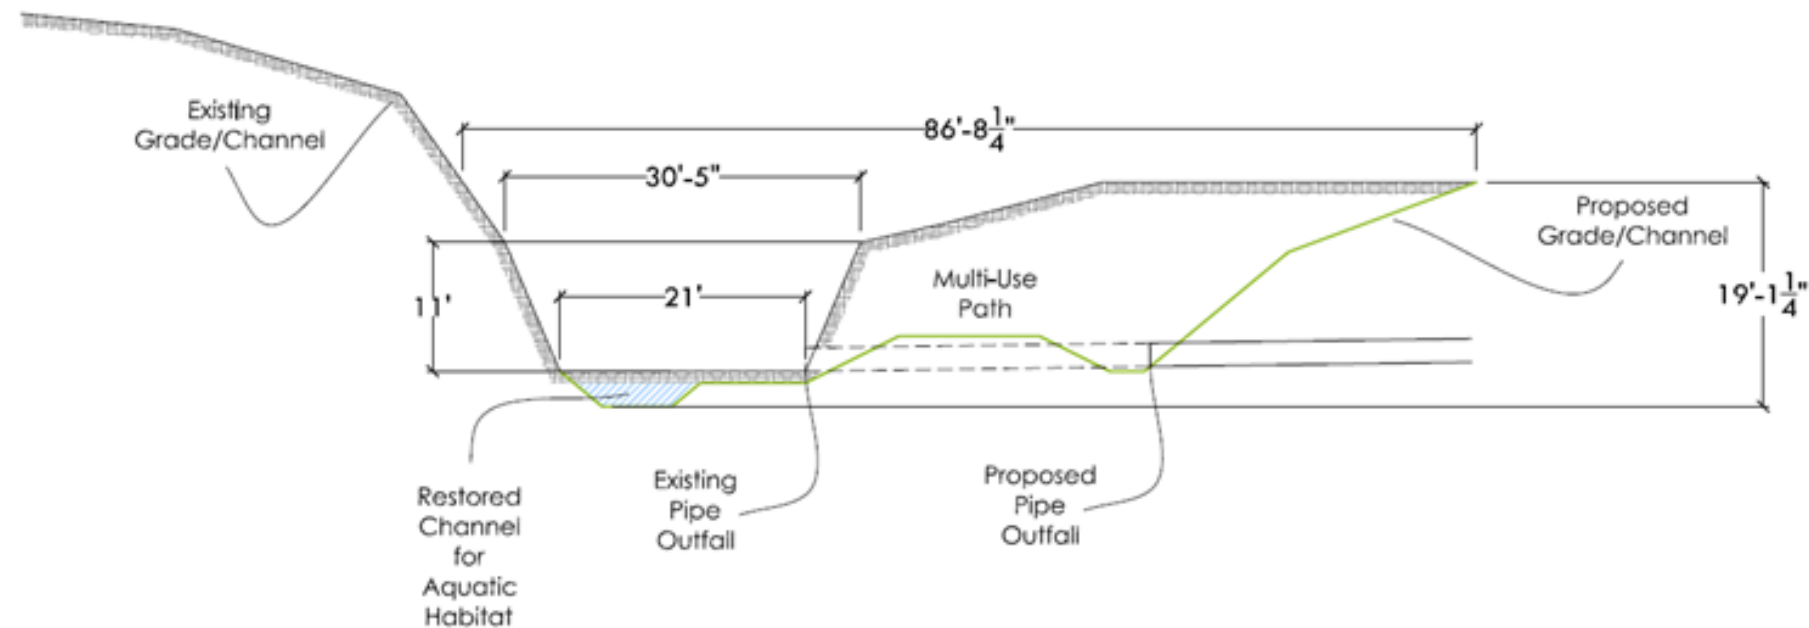 Existing
Grade/Channel
86'-8 1/4"
30'-5"
Proposed
Grade/Channel
Multi-Use
Path
11'
21'
19'-1 1/4"
Restored
Channel
for
Aquatic
Habitat
Existing
Pipe
Outfall
Proposed
Pipe
Outfall